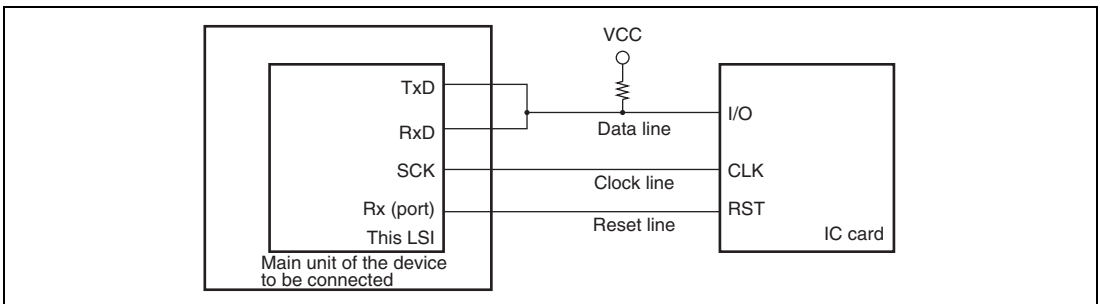 VCC
TxD
RxD
SCK
Rx (port)
This LSI
Main unit of the device
to be connected
Data line
Clock line
Reset line
I/O
CLK
RST
IC card